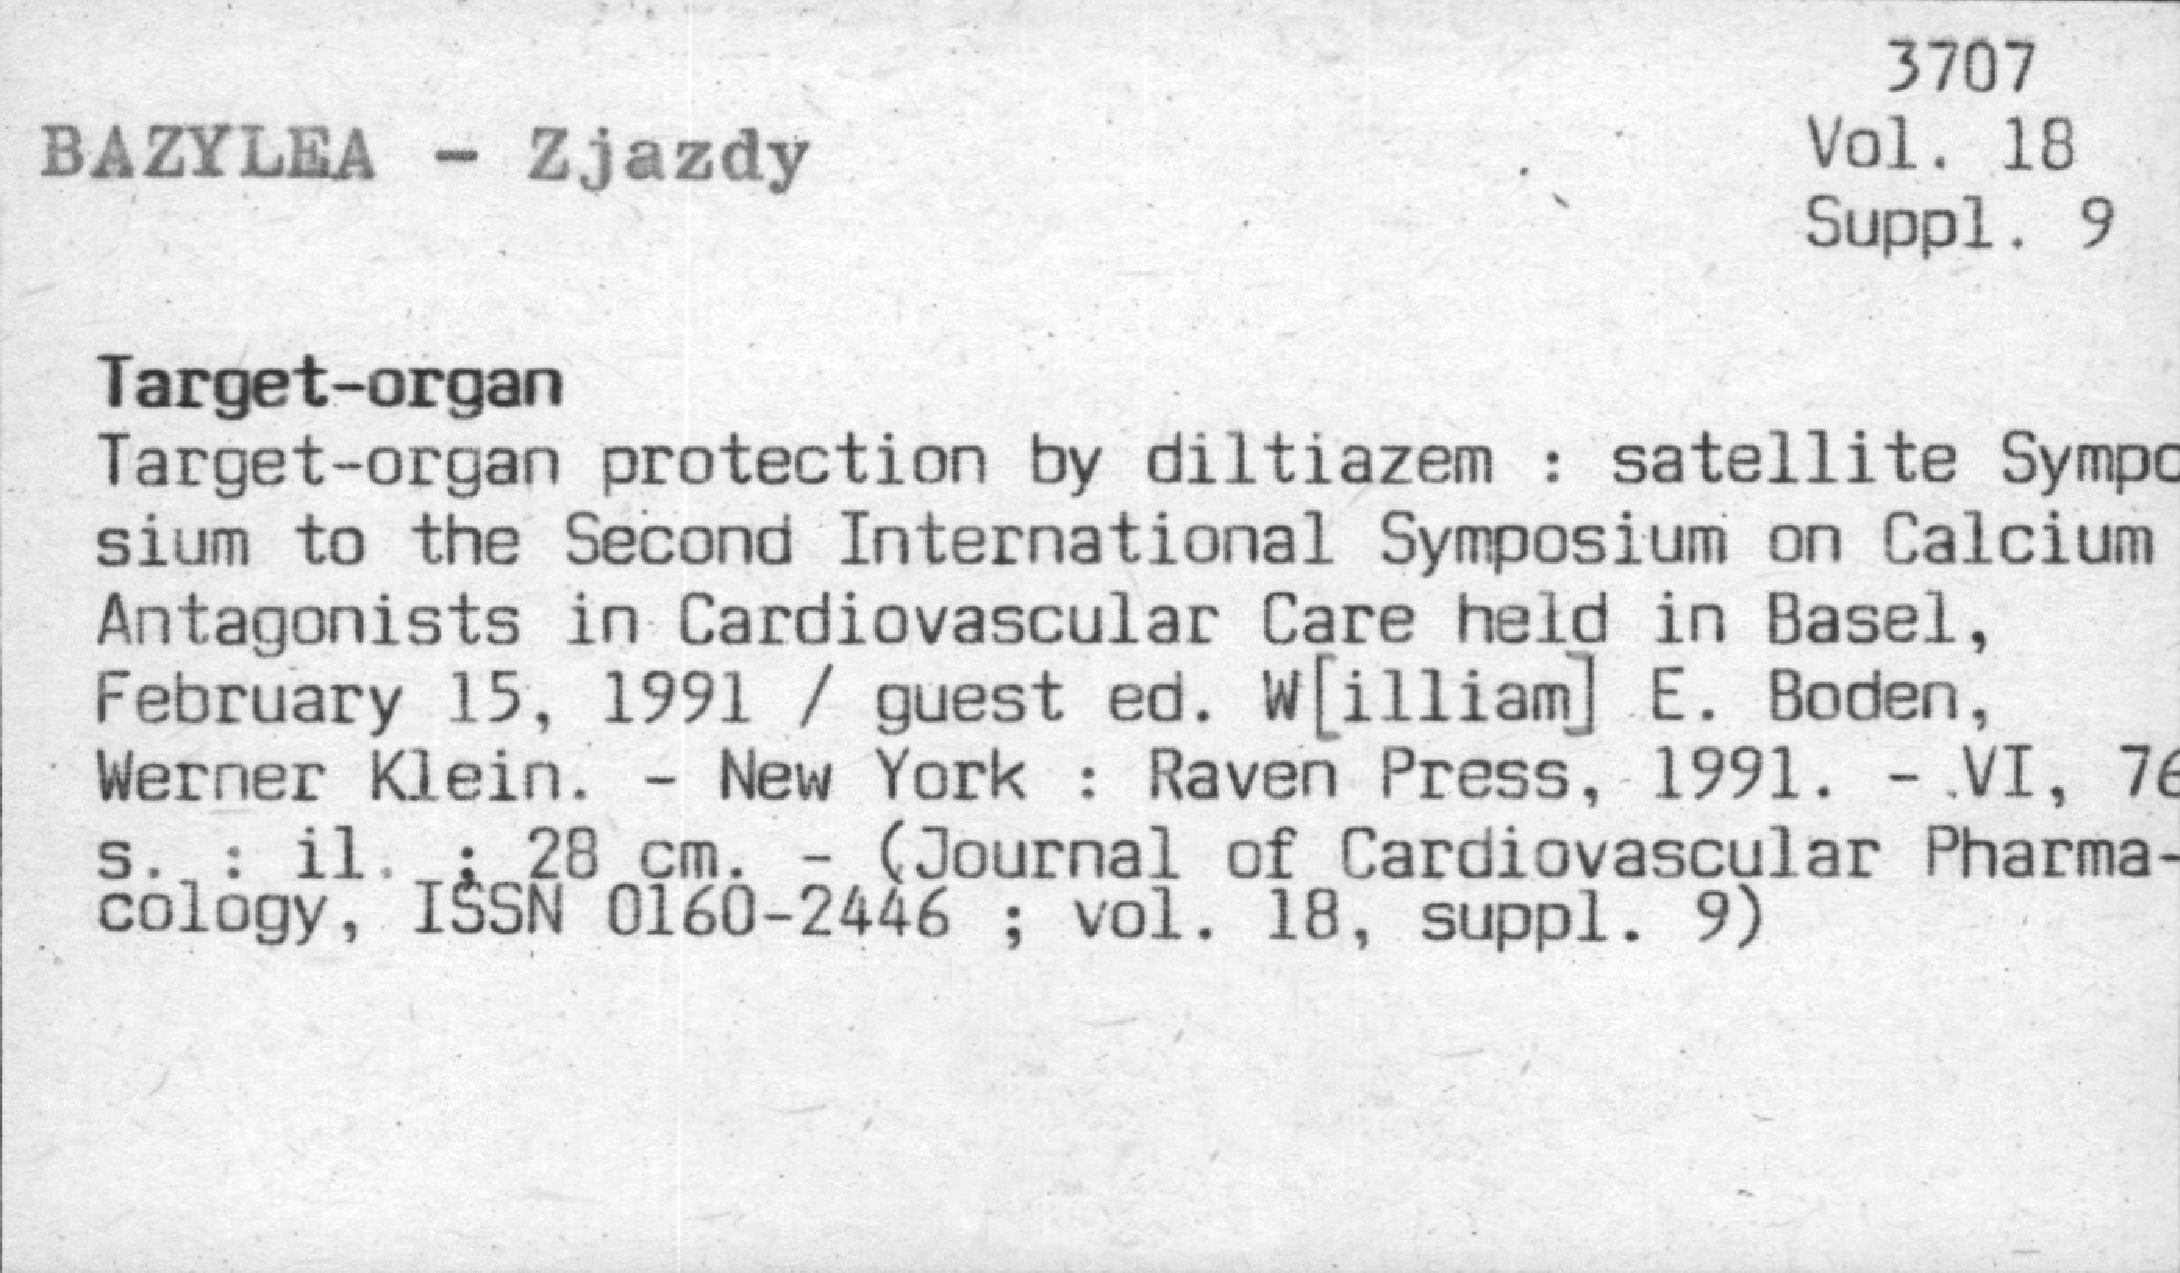 3707
BAZYLEA - Zjazdy
Vol. 18
Suppl. 9
Target-organ
Target-organ protection by diltiazem : satellite Sympo
sium to the Second International Symposium on Calcium
Antagonists in Cardiovascular Care held in Basel,
February 15, 1991 / guest ed. W[illiam] E. Boden,
Werner Klein. - New York : Raven Press, 1991. - VI, 76
s. : il. ; 28 cm. - (Journal of Cardiovascular Pharma-
cology, ISSN 0160-2446 ; vol. 18, suppl. 9)